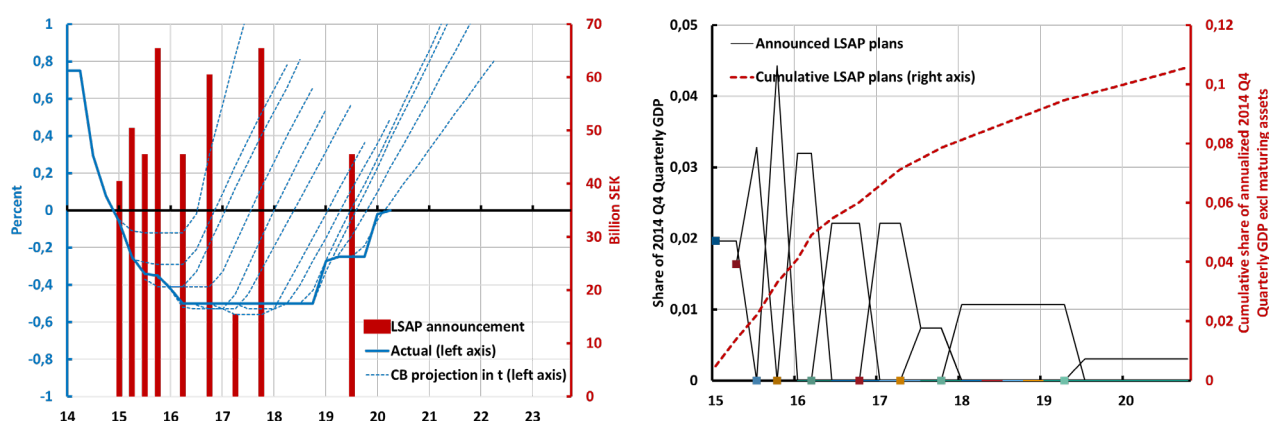 1
0,8
0,6
0,4
0,2
0
-0,2
-0,4
-0,6
-0,8
-1
Percent
14 15 16 17 18 19 20 21 22 23
70
60
50
40
30
20
10
0
Billion SEK
LSAP announcement
Actual (left axis)
CB projection in t (left axis)
0,05
0,04
0,03
0,02
0,01
0
Share of 2014 Q4 Quarterly GDP
Announced LSAP plans
Cumulative LSAP plans (right axis)
15 16 17 18 19 20
0,12
0,1
0,08
0,06
0,04
0,02
0
Cumulative share of annualized 2014 Q4
Quarterly GDP excl maturing assets